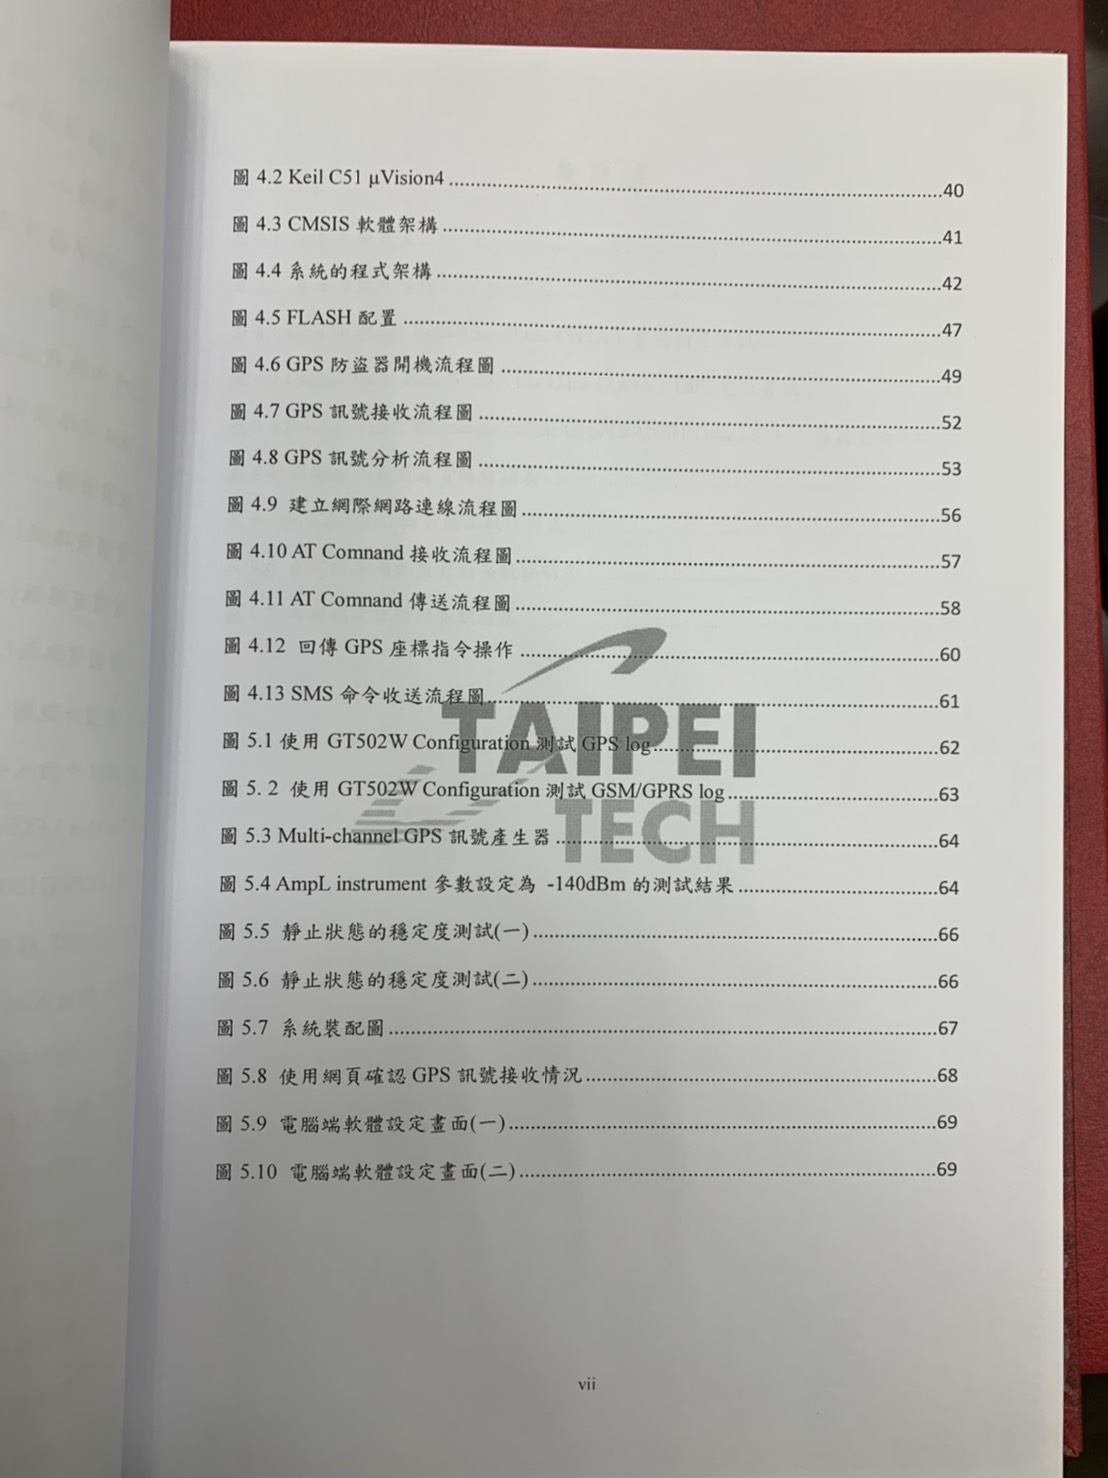 圖 4.2 Keil C51 μVision4........40
圖 4.3 CMSIS 軟體架構........41
圖 4.4 系統的程式架構........42
圖 4.5 FLASH 配置........47
圖 4.6 GPS 防盜器開機流程圖........49
圖 4.7 GPS 訊號接收流程圖........52
圖 4.8 GPS 訊號分析流程圖........53
圖 4.9 建立網際網路連線流程圖........56
圖 4.10 AT Comnand 接收流程圖........57
圖 4.11 AT Comnand 傳送流程圖........58
圖 4.12 回傳 GPS 座標指令操作........60
圖 4.13 SMS 命令收送流程圖........61
圖 5.1 使用 GT502W Configuration 測試 GPS log........62
圖 5. 2 使用 GT502W Configuration 測試 GSM/GPRS log........63
圖 5.3 Multi-channel GPS 訊號產生器........64
圖 5.4 AmpL instrument 參數設定為 -140dBm 的測試結果........64
圖 5.5 靜止狀態的穩定度測試(一)........66
圖 5.6 靜止狀態的穩定度測試(二)........66
圖 5.7 系統裝配圖........67
圖 5.8 使用網頁確認 GPS 訊號接收情況........68
圖 5.9 電腦端軟體設定畫面(一)........69
圖 5.10 電腦端軟體設定畫面(二)........69
TAIPEI
TECH
vii